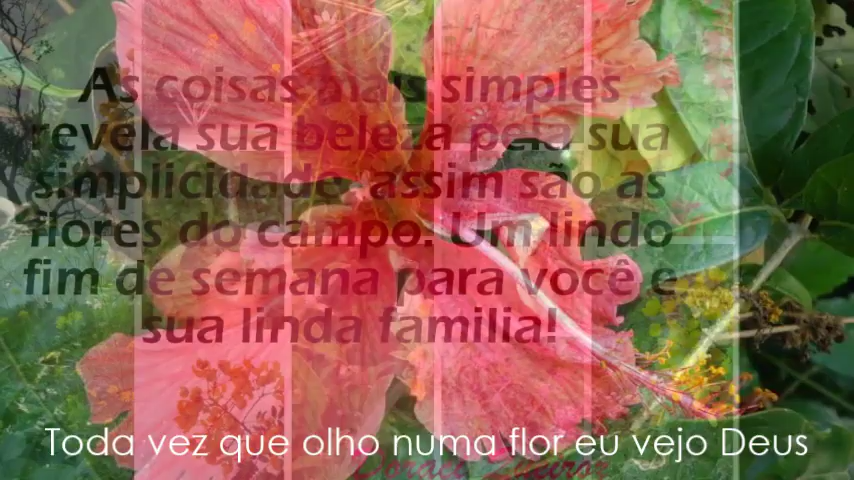 As coisas mais simples
revela sua beleza pela sua
simplicidade, assim são as
flores do campo. Um lindo
fim de semana para você e
sua linda familia!
Toda vez que olho numa flor eu vejo Deus